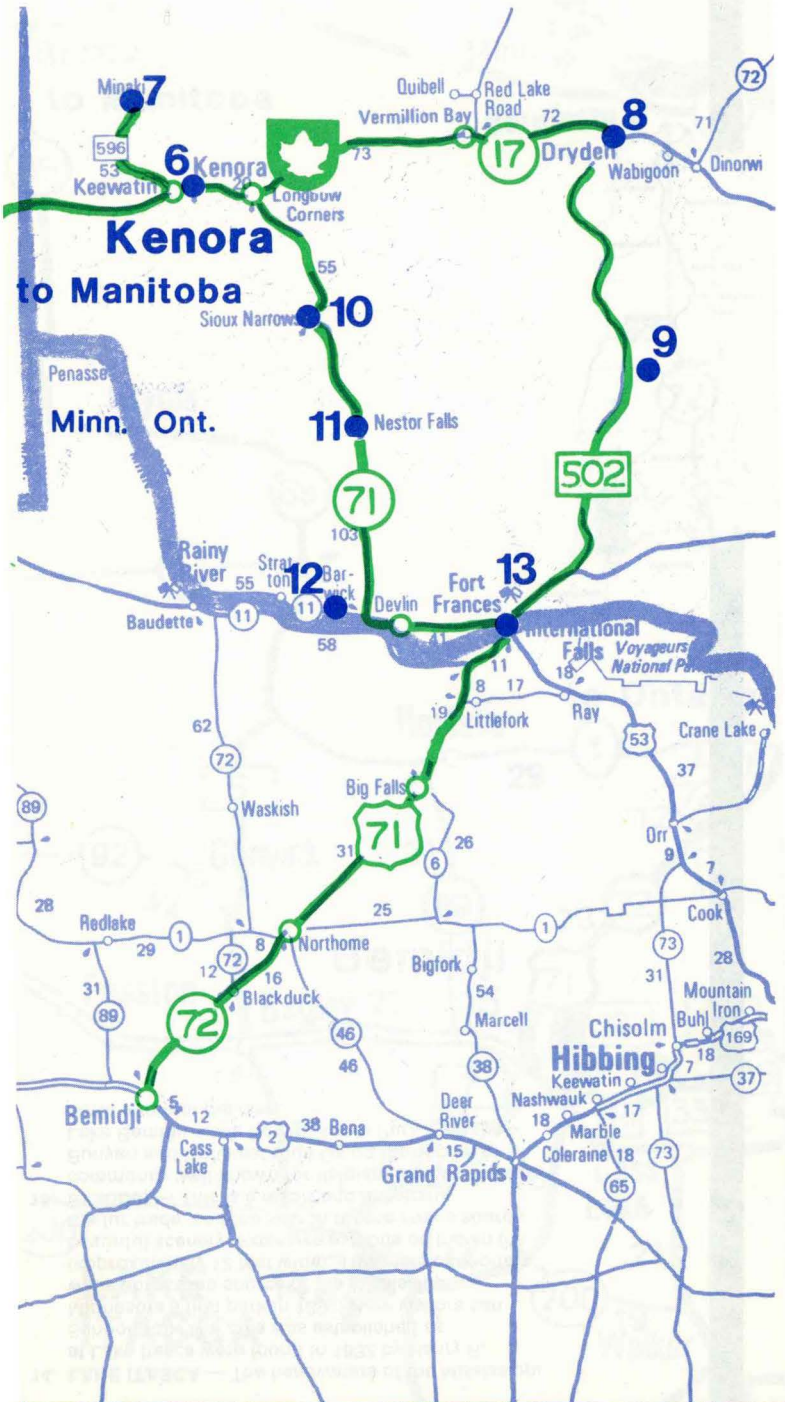 Minaki 7
to Manitoba
Quibell
Red Lake
Road
72
Vermillion Bay
72
8
71
596
53
73
17
Dryden
Wabigoon
Dinorwi
6
Kenora
Keewatin
Longbow
Corners
Kenora
55
to Manitoba
Sioux Narrows
10
9
Penasse
Minn. Ont.
11
Nestor Falls
502
71
103
Rainy
River
55
Strat-
ton
12
Bar-
wick
11
Devlin
Fort
Frances
13
41
Baudette
11
58
International
Falls
Voyageurs
National Pa
11
18
8
17
19
Littlefork
Ray
53
Crane Lake
37
62
72
Big Falls
89
Waskish
71
Orr
31
26
6
9
7
28
25
Cook
Redlake
29
1
8
Northome
1
73
28
12
72
16
Blackduck
Bigfork
31
31
89
54
Mountain
Iron
Buhl
Chisolm
169
18
72
46
46
Marcell
38
Hibbing
7
Keewatin
37
Nashwauk
17
Bemidji
5
12
Cass
Lake
2
38
Bena
Deer
River
15
18
Marble
Coleraine
18
73
Grand Rapids
65